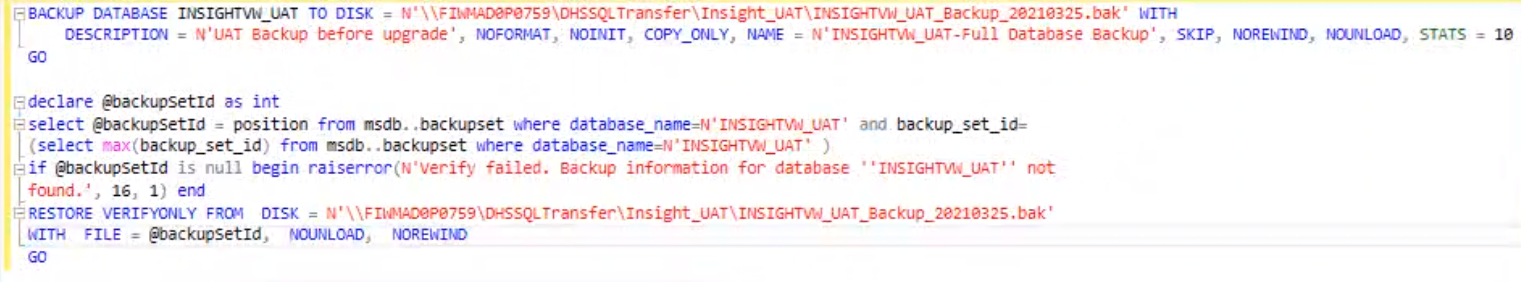 BACKUP DATABASE INSIGHTVW_UAT TO DISK = N'\\FIWMAD0P0759\DHSSQLTransfer\Insight_UAT\INSIGHTVW_UAT_Backup_20210325.bak' WITH
DESCRIPTION = N'UAT Backup before upgrade', NOFORMAT, NOINIT, COPY_ONLY, NAME = N'INSIGHTVW_UAT-Full Database Backup', SKIP, NOREWIND, NOUNLOAD, STATS = 10
GO
declare @backupSetId as int
select @backupSetId = position from msdb..backupset where database_name=N'INSIGHTVW_UAT' and backup_set_id=
(select max(backup_set_id) from msdb..backupset where database_name=N'INSIGHTVW_UAT' )
if @backupSetId is null begin raiserror(N'Verify failed. Backup information for database ''INSIGHTVW_UAT'' not
found.', 16, 1) end
RESTORE VERIFYONLY FROM  DISK = N'\\FIWMAD0P0759\DHSSQLTransfer\Insight_UAT\INSIGHTVW_UAT_Backup_20210325.bak'
WITH  FILE = @backupSetId,  NOUNLOAD,  NOREWIND
GO